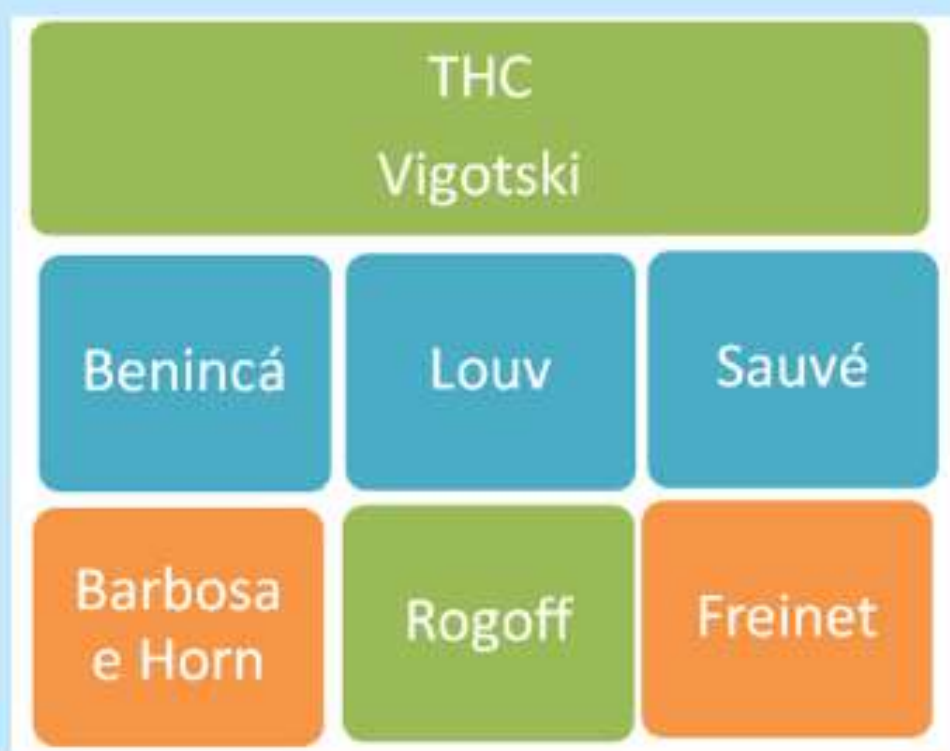 THC
Vigotski
Benincá
Louv
Sauvé
Barbosa
e Horn
Rogoff
Freinet